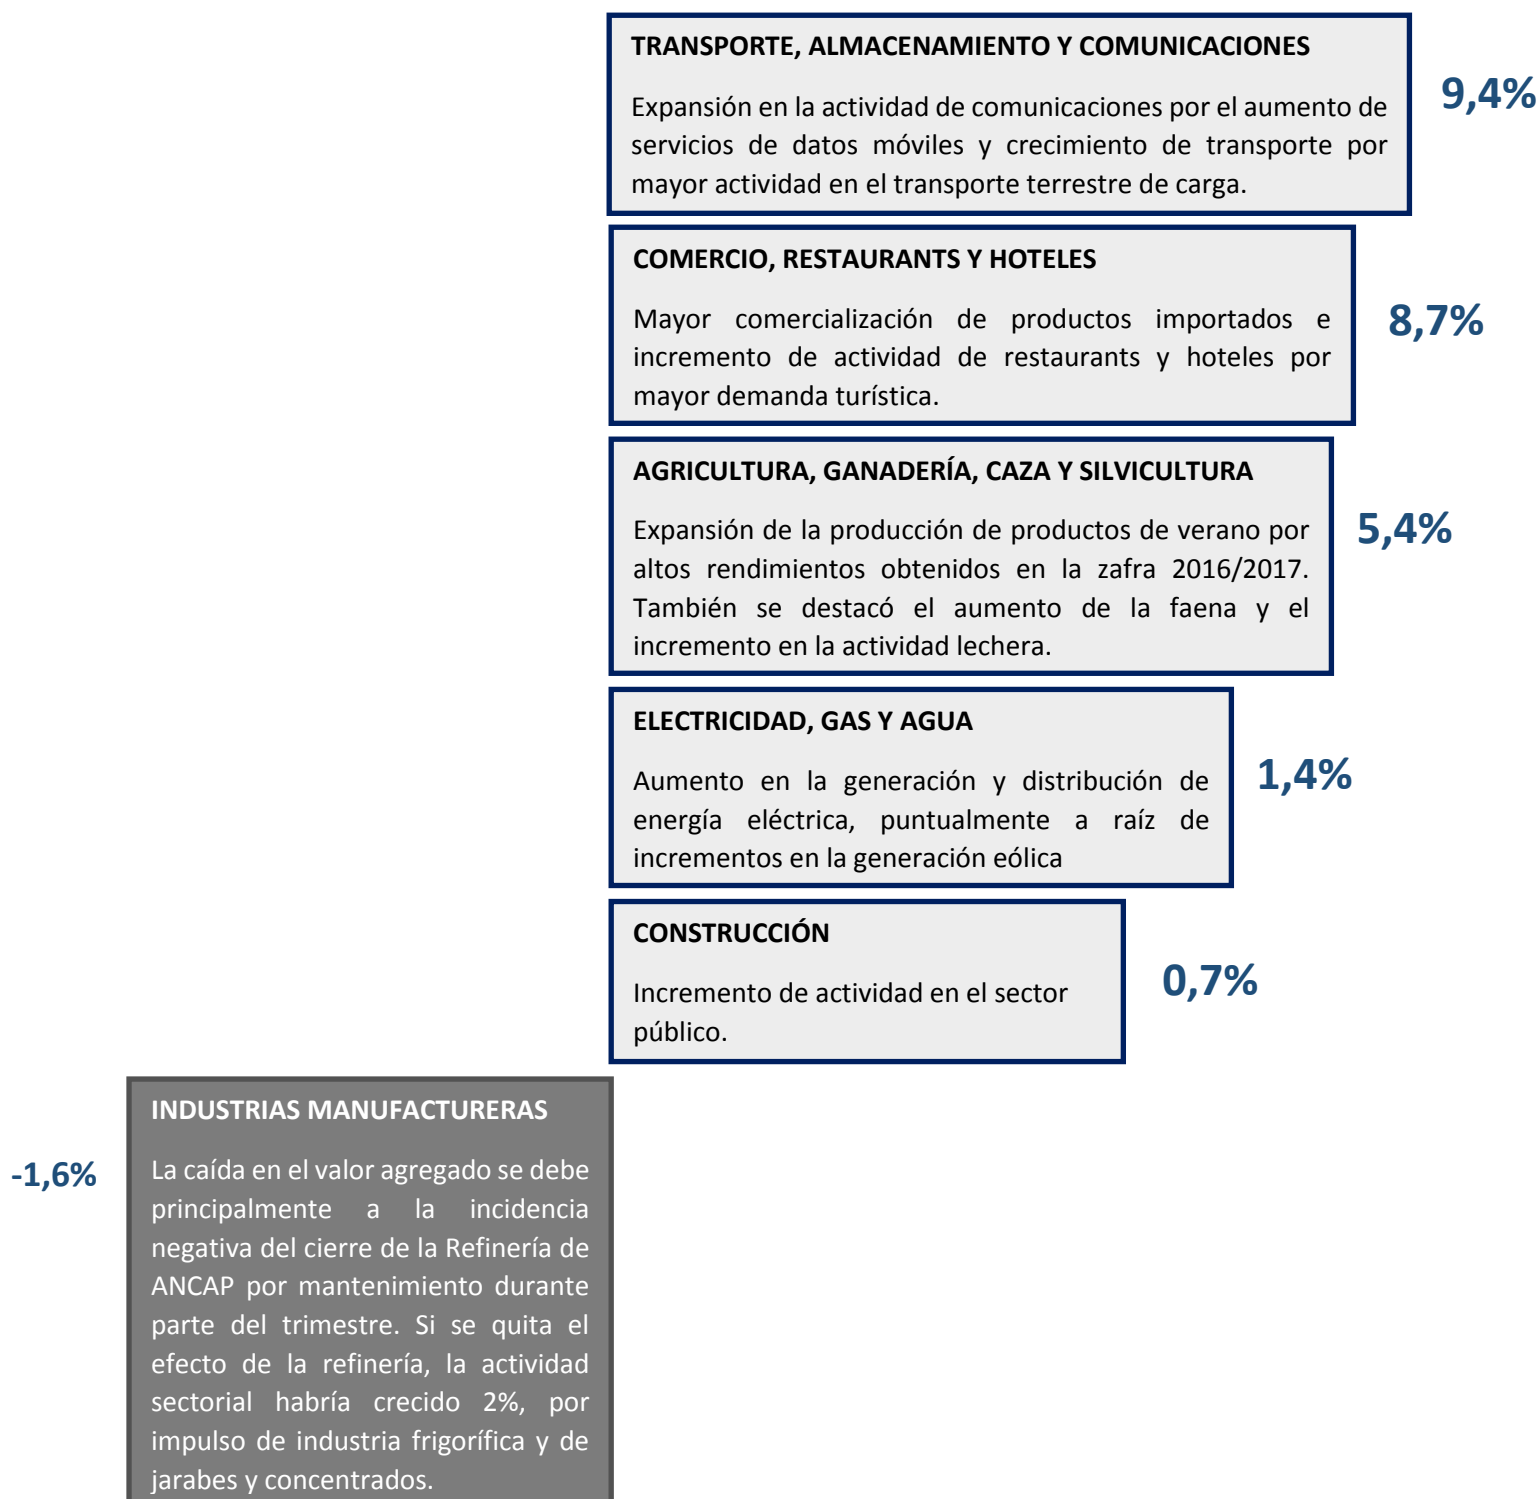 TRANSPORTE, ALMACENAMIENTO Y COMUNICACIONES
Expansión en la actividad de comunicaciones por el aumento de
servicios de datos móviles y crecimiento de transporte por
mayor actividad en el transporte terrestre de carga.
9,4%
COMERCIO, RESTAURANTS Y HOTELES
Mayor comercialización de productos importados e
incremento de actividad de restaurants y hoteles por
mayor demanda turística.
8,7%
AGRICULTURA, GANADERÍA, CAZA Y SILVICULTURA
Expansión de la producción de productos de verano por
altos rendimientos obtenidos en la zafra 2016/2017.
También se destacó el aumento de la faena y el
incremento en la actividad lechera.
5,4%
ELECTRICIDAD, GAS Y AGUA
Aumento en la generación y distribución de
energía eléctrica, puntualmente a raíz de
incrementos en la generación eólica
1,4%
CONSTRUCCIÓN
Incremento de actividad en el sector
público.
0,7%
INDUSTRIAS MANUFACTURERAS
La caída en el valor agregado se debe
principalmente a la incidencia
negativa del cierre de la Refinería de
ANCAP por mantenimiento durante
parte del trimestre. Si se quita el
efecto de la refinería, la actividad
sectorial habría crecido 2%, por
impulso de industria frigorífica y de
jarabes y concentrados.
-1,6%